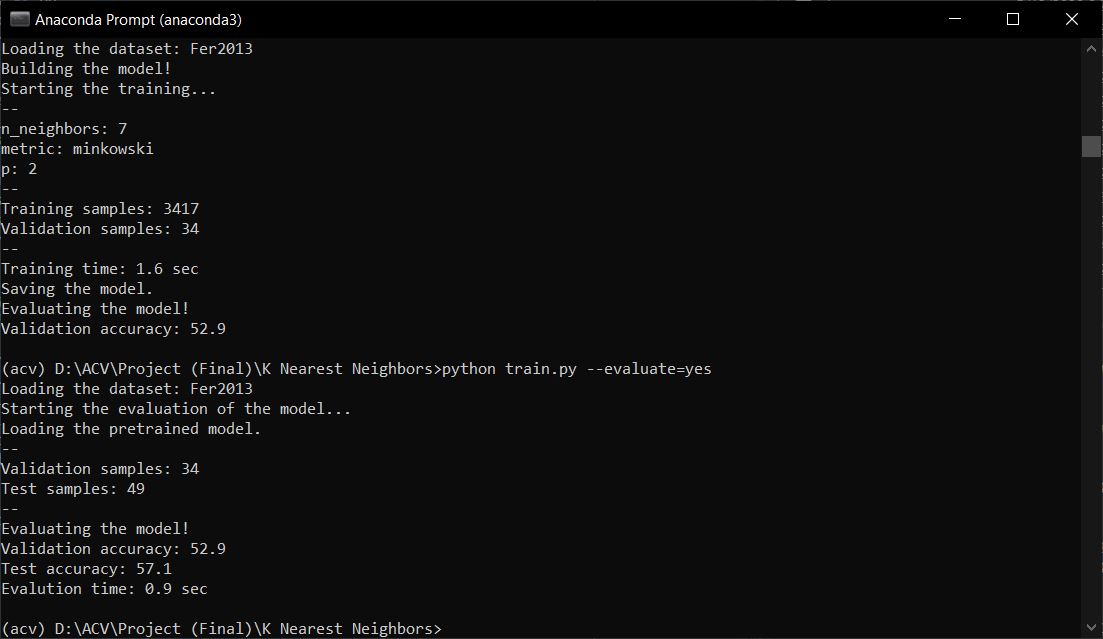 Anaconda Prompt (anaconda3)
Loading the dataset: Fer2013
Building the model!
Starting the training...
--
n_neighbors: 7
metric: minkowski
p: 2
--
Training samples: 3417
Validation samples: 34
--
Training time: 1.6 sec
Saving the model.
Evaluating the model!
Validation accuracy: 52.9
(acv) D:\ACV\Project (Final)\K Nearest Neighbors>python train.py --evaluate=yes
Loading the dataset: Fer2013
Starting the evaluation of the model...
Loading the pretrained model.
--
Validation samples: 34
Test samples: 49
--
Evaluating the model!
Validation accuracy: 52.9
Test accuracy: 57.1
Evalution time: 0.9 sec
(acv) D:\ACV\Project (Final)\K Nearest Neighbors>